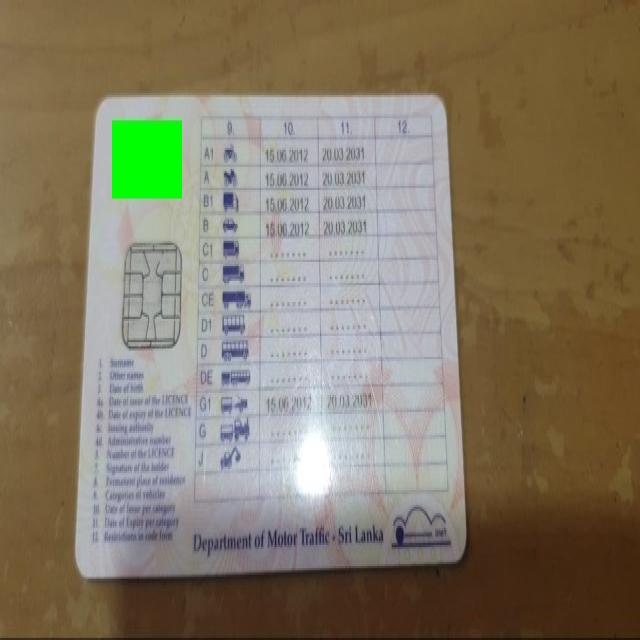 9. 10. 11. 12.
A1 15.06.2012 20.03.2031
A 15.06.2012 20.03.2031
B1 15.06.2012 20.03.2031
B 15.06.2012 20.03.2031
C1
C
CE
D1
D
DE
G1 15.06.2012 20.03.2031
G
J
1. Surname
2. Other names
3. Date of birth
4a. Date of issue of the LICENCE
4b. Date of expiry of the LICENCE
4c. Issuing authority
4d. Administrative number
5. Number of the LICENCE
Signature of the holder
Permanent place of residence
9. Categories of vehicles
10. Date of Issue per category
11. Date of Expiry per category
12. Restrictions in code form
Department of Motor Traffic - Sri Lanka